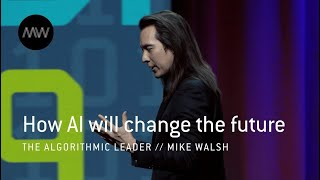 MW
How AI will change the future
THE ALGORITHMIC LEADER // MIKE WALSH